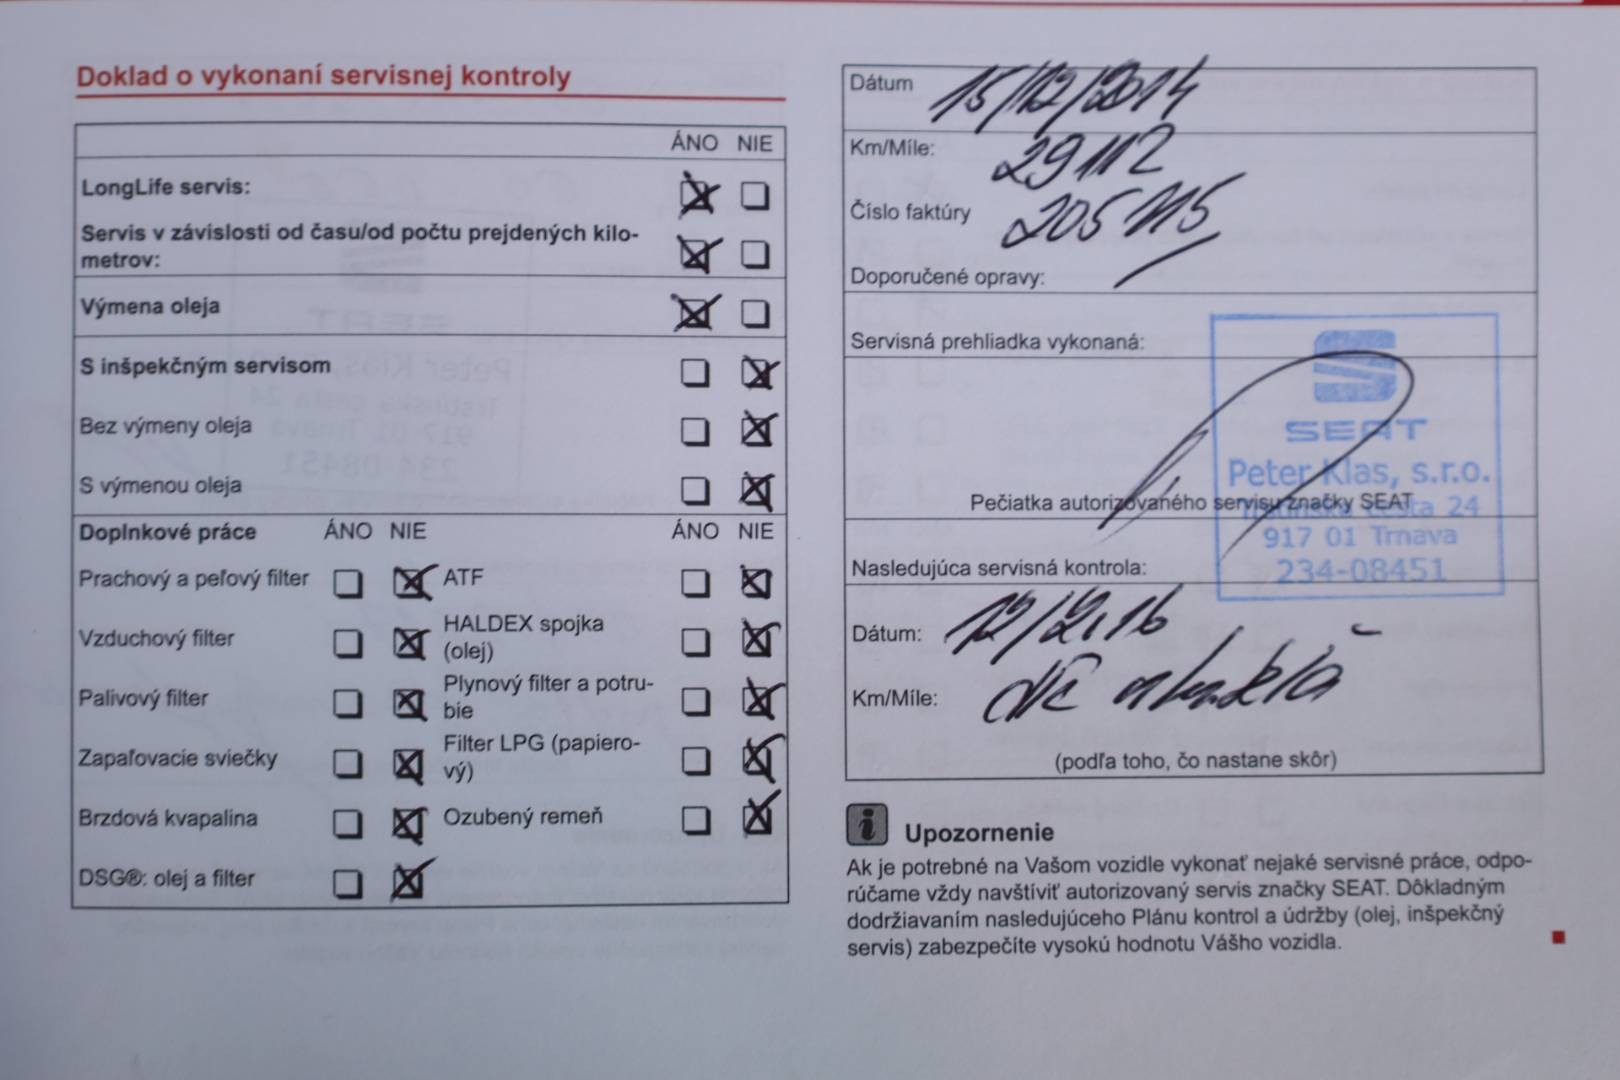 Doklad o vykonaní servisnej kontroly
ÁNO NIE
LongLife servis:
Servis v závislosti od času/od počtu prejdených kilo-
metrov:
Výmena oleja
S inšpekčným servisom
Bez výmeny oleja
S výmenou oleja
Doplnkové práce ÁNO NIE ÁNO NIE
Prachový a peľový filter ATF
Vzduchový filter HALDEX spojka
(olej)
Palivový filter Plynový filter a potru-
bie
Zapaľovacie sviečky Filter LPG (papiero-
vý)
Brzdová kvapalina Ozubený remeň
DSG®: olej a filter
Dátum 15/12/2014
Km/Míle: 29112
Číslo faktúry 205115
Doporučené opravy:
Servisná prehliadka vykonaná:
SEAT
Peter Klas, s.r.o.
Pečiatka autorizovaného servisu značky SEAT
24
917 01 Trnava
234-08451
Nasledujúca servisná kontrola:
Dátum: 12/2016
Km/Míle:
(podľa toho, čo nastane skôr)
i Upozornenie
Ak je potrebné na Vašom vozidle vykonať nejaké servisné práce, odpo-
rúčame vždy navštíviť autorizovaný servis značky SEAT. Dôkladným
dodržiavaním nasledujúceho Plánu kontrol a údržby (olej, inšpekčný
servis) zabezpečíte vysokú hodnotu Vášho vozidla.